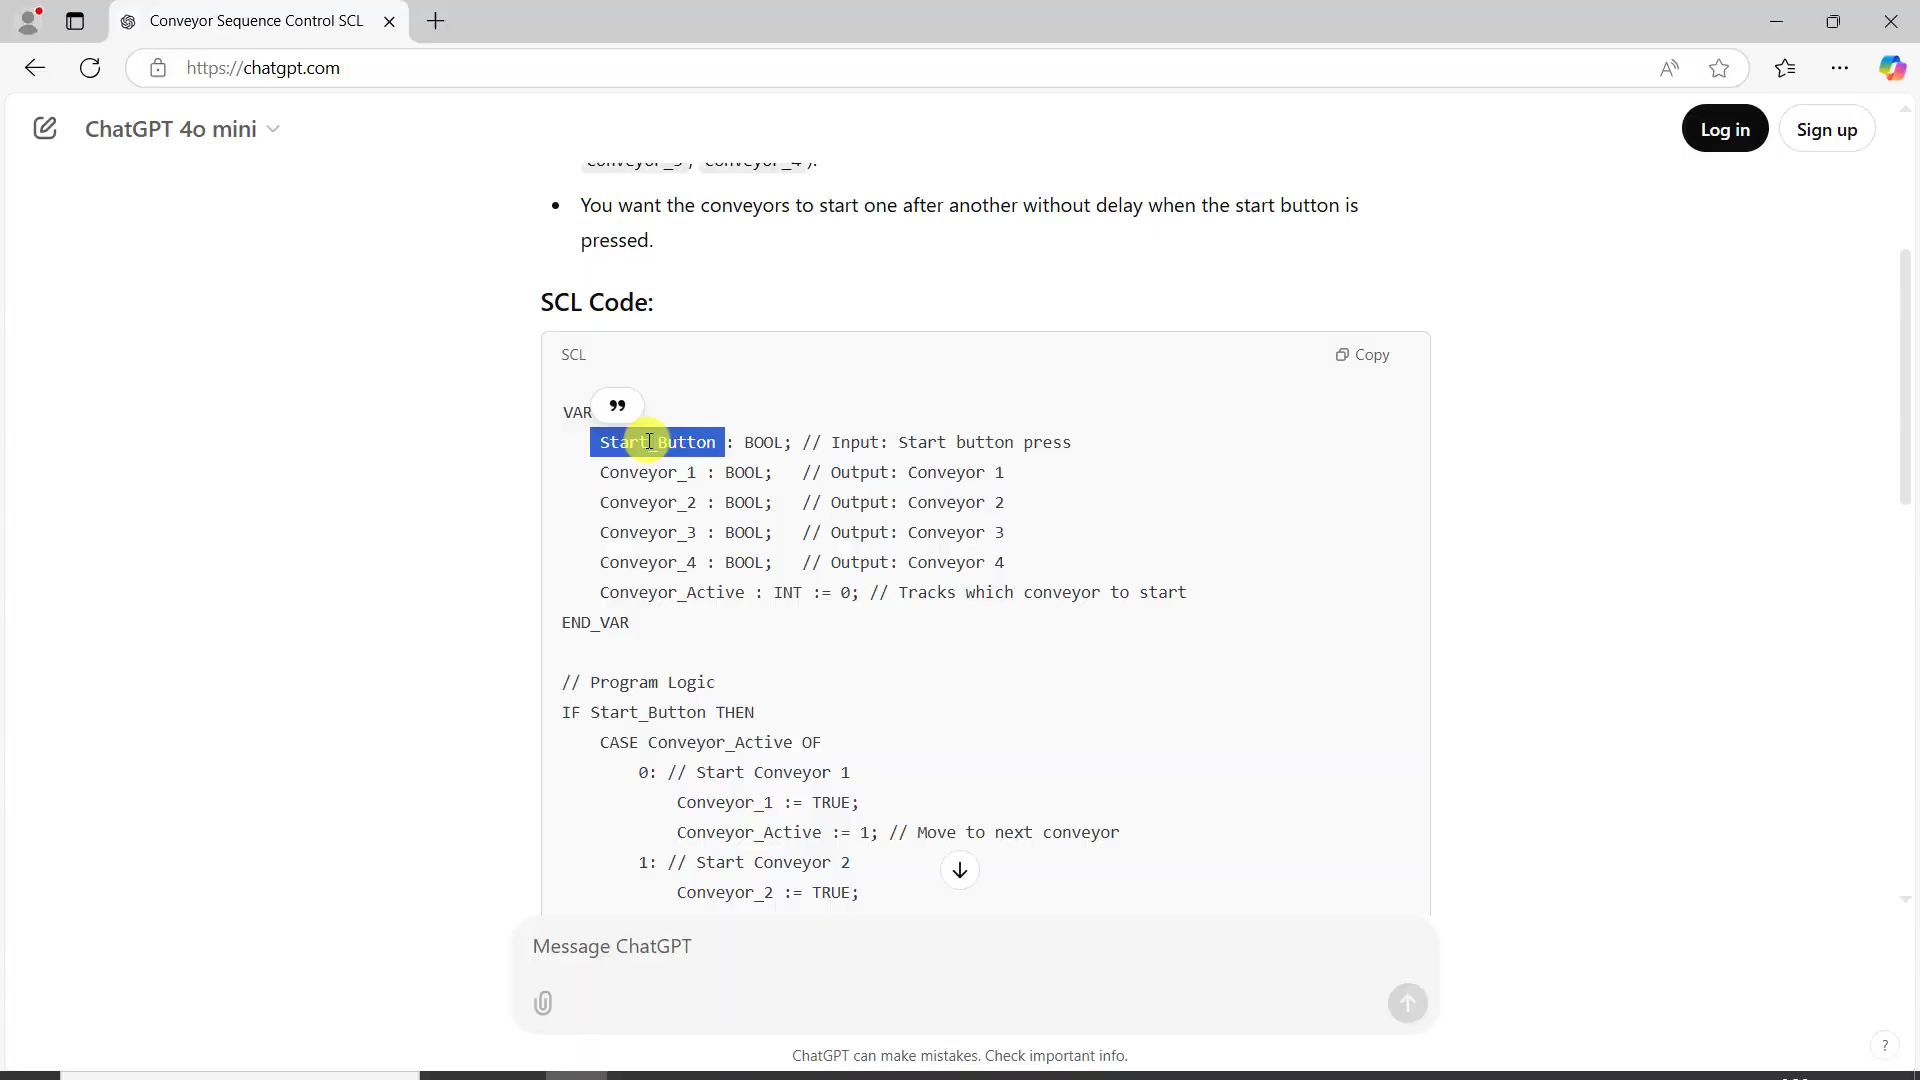 Conveyor Sequence Control SCL
https://chatgpt.com
ChatGPT 4o mini
Log in
Sign up
Conveyor_3, Conveyor_4).
• You want the conveyors to start one after another without delay when the start button is
pressed.
SCL Code:
SCL
Copy
VAR
Start_Button : BOOL; // Input: Start button press
Conveyor_1 : BOOL;   // Output: Conveyor 1
Conveyor_2 : BOOL;   // Output: Conveyor 2
Conveyor_3 : BOOL;   // Output: Conveyor 3
Conveyor_4 : BOOL;   // Output: Conveyor 4
Conveyor_Active : INT := 0; // Tracks which conveyor to start
END_VAR
// Program Logic
IF Start_Button THEN
CASE Conveyor_Active OF
0: // Start Conveyor 1
Conveyor_1 := TRUE;
Conveyor_Active := 1; // Move to next conveyor
1: // Start Conveyor 2
Conveyor_2 := TRUE;
Message ChatGPT
ChatGPT can make mistakes. Check important info.
?